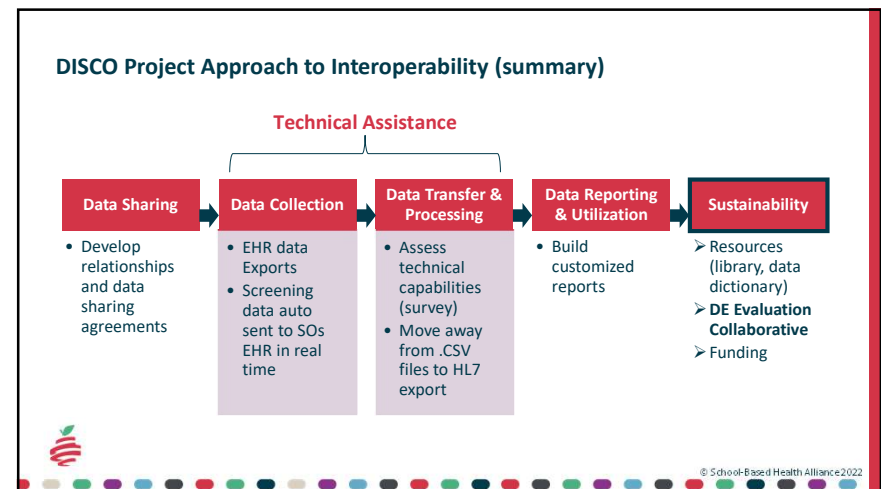 DISCO Project Approach to Interoperability (summary)
Technical Assistance
Data Sharing
• Develop
relationships
and data
sharing
agreements
Data Collection
• EHR data
Exports
• Screening
data auto
sent to SOs
EHR in real
time
Data Transfer &
Processing
• Assess
technical
capabilities
(survey)
• Move away
from .CSV
files to HL7
export
Data Reporting
& Utilization
• Build
customized
reports
Sustainability
➢ Resources
(library, data
dictionary)
➢ DE Evaluation
Collaborative
➢ Funding
© School-Based Health Alliance 2022